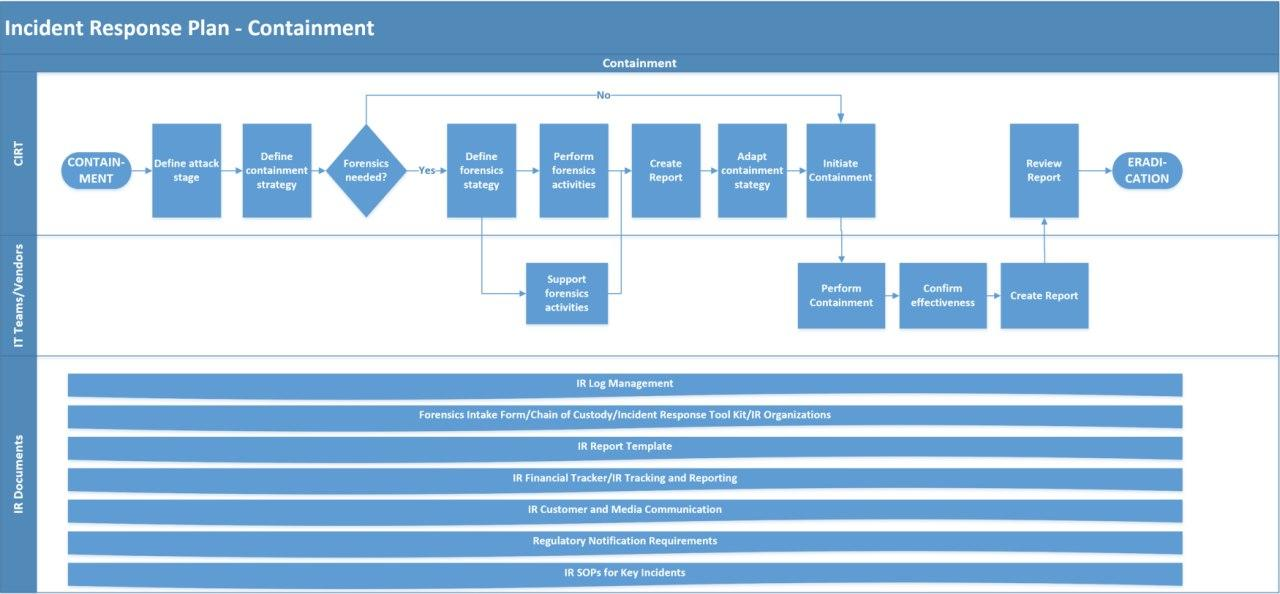 Incident Response Plan - Containment
Containment
CIRT
CONTAIN-
MENT
Define attack
stage
Define
containment
strategy
Forensics
needed?
No
Yes
Define
forensics
stategy
Perform
forensics
activities
Create
Report
Adapt
containment
stategy
Initiate
Containment
Review
Report
ERADI-
CATION
IT Teams/Vendors
Support
forensics
activities
Perform
Containment
Confirm
effectiveness
Create Report
IR Documents
IR Log Management
Forensics Intake Form/Chain of Custody/Incident Response Tool Kit/IR Organizations
IR Report Template
IR Financial Tracker/IR Tracking and Reporting
IR Customer and Media Communication
Regulatory Notification Requirements
IR SOPs for Key Incidents